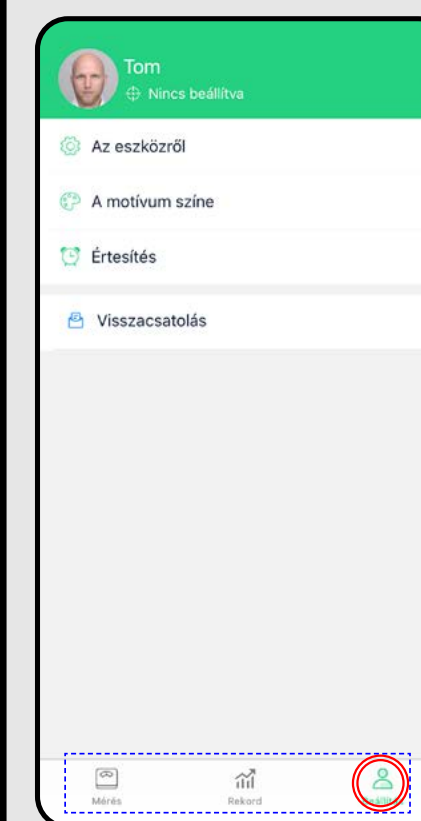 Tom
Nincs beállítva
Az eszközről
A motívum színe
Értesítés
Visszacsatolás
Mérés
Rekord